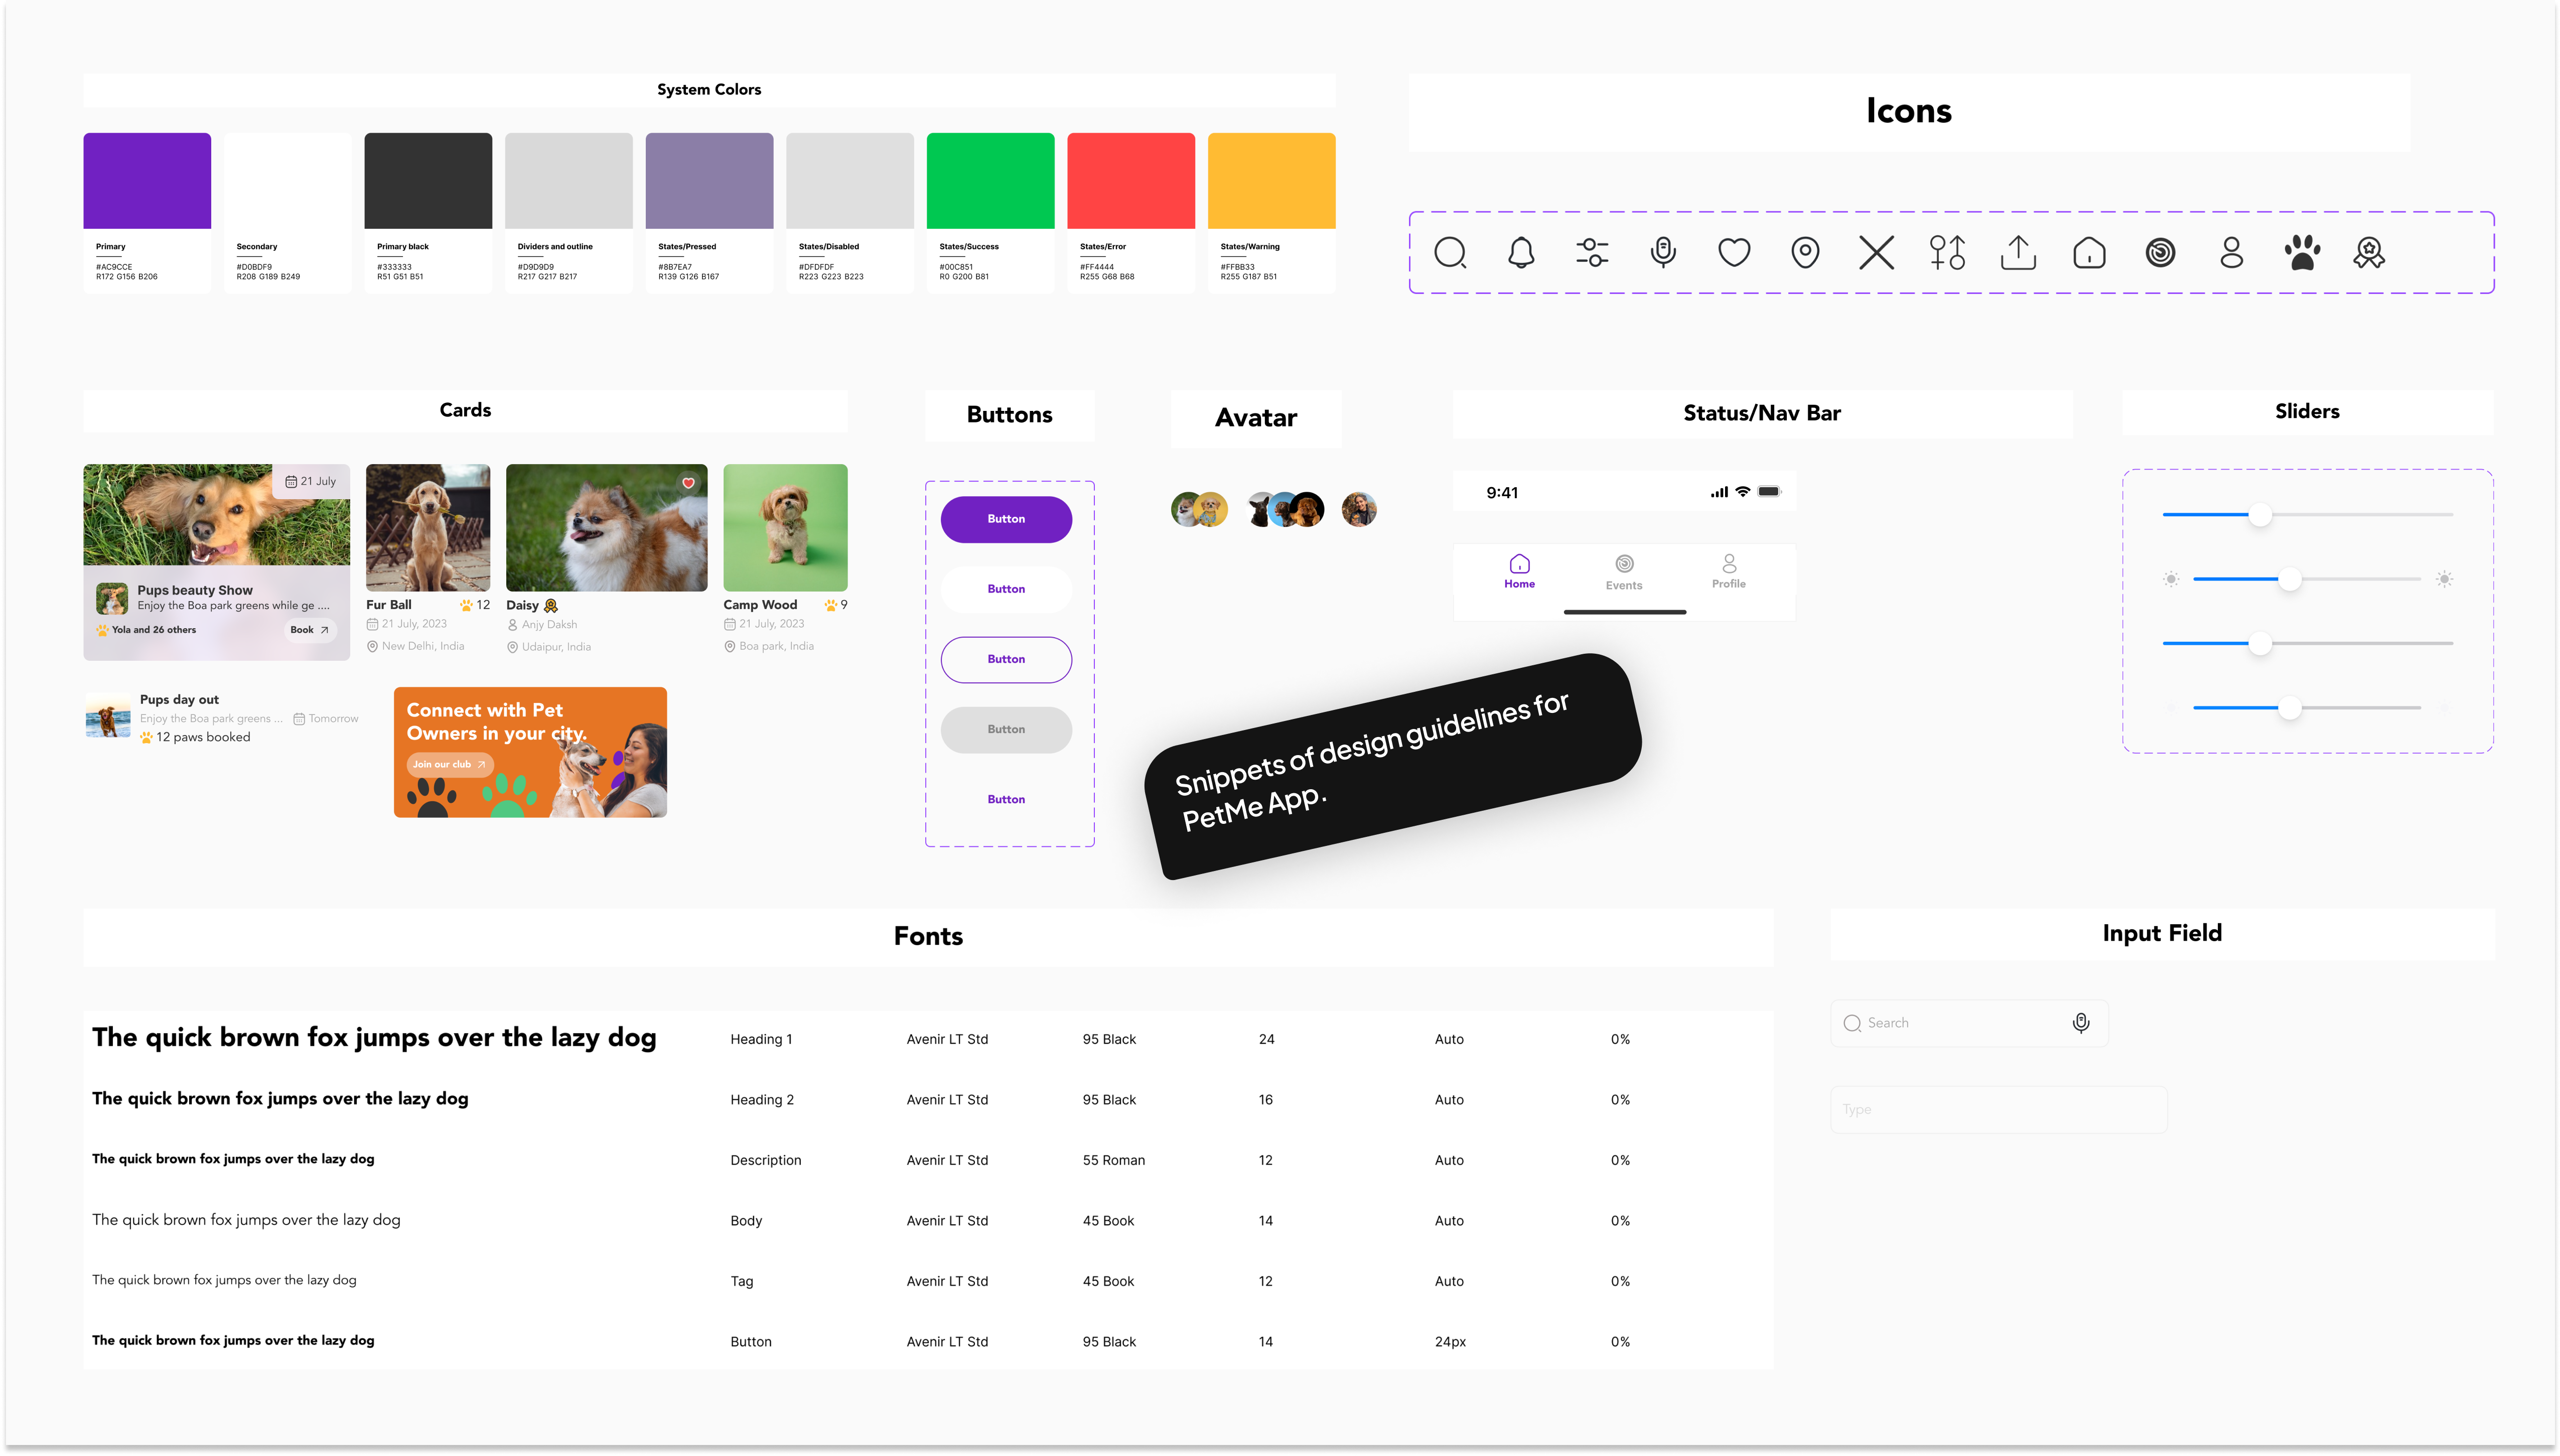 System Colors
Primary
#AC9CCE
R172 G156 B206
Secondary
#D0BDF9
R208 G189 B249
Primary black
#333333
R51 G51 B51
Dividers and outline
#D9D9D9
R217 G217 B217
States/Pressed
#8B7EA7
R139 G126 B167
States/Disabled
#DFDFDF
R223 G223 B223
States/Success
#00C851
R0 G200 B81
States/Error
#FF4444
R255 G68 B68
States/Warning
#FFBB33
R255 G187 B51
Icons
Cards
21 July
Pups beauty Show
Enjoy the Boa park greens while ge ....
Yola and 26 others
Book
Fur Ball 12
21 July, 2023
New Delhi, India
Daisy
Anjy Daksh
Udaipur, India
Camp Wood 9
21 July, 2023
Boa park, India
Pups day out
Enjoy the Boa park greens ... Tomorrow
12 paws booked
Connect with Pet
Owners in your city.
Join our club
Buttons
Button
Button
Button
Button
Button
Avatar
Status/Nav Bar
9:41
Home Events Profile
Sliders
Snippets of design guidelines for
PetMe App.
Fonts
The quick brown fox jumps over the lazy dog Heading 1 Avenir LT Std 95 Black 24 Auto 0%
The quick brown fox jumps over the lazy dog Heading 2 Avenir LT Std 95 Black 16 Auto 0%
The quick brown fox jumps over the lazy dog Description Avenir LT Std 55 Roman 12 Auto 0%
The quick brown fox jumps over the lazy dog Body Avenir LT Std 45 Book 14 Auto 0%
The quick brown fox jumps over the lazy dog Tag Avenir LT Std 45 Book 12 Auto 0%
The quick brown fox jumps over the lazy dog Button Avenir LT Std 95 Black 14 24px 0%
Input Field
Search
Type